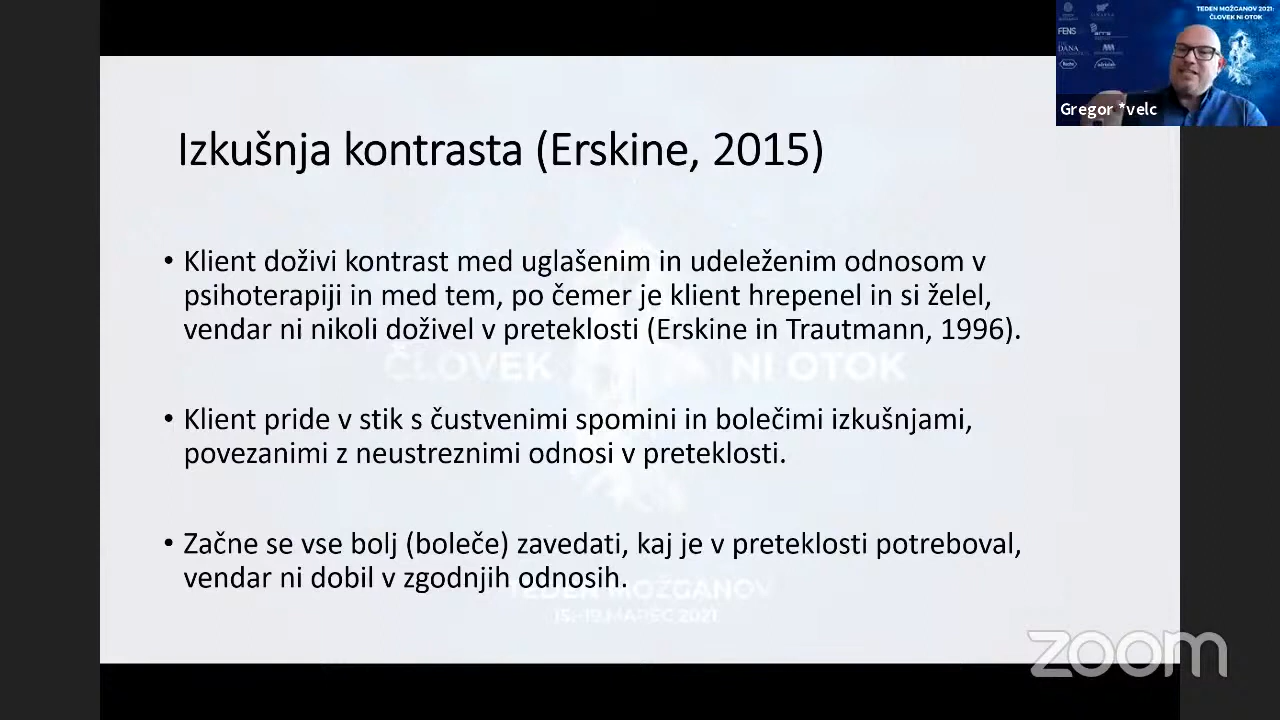 TEDEN MOŽGANOV 2021:
ČLOVEK NI OTOK
FENS
DANA
Roche
Gregor *velc
Izkušnja kontrasta (Erskine, 2015)
• Klient doživi kontrast med uglašenim in udeleženim odnosom v
psihoterapiji in med tem, po čemer je klient hrepenel in si želel,
vendar ni nikoli doživel v preteklosti (Erskine in Trautmann, 1996).
ČLOVEK NI OTOK
• Klient pride v stik s čustvenimi spomini in bolečimi izkušnjami,
povezanimi z neustreznimi odnosi v preteklosti.
• Začne se vse bolj (boleče) zavedati, kaj je v preteklosti potreboval,
vendar ni dobil v zgodnjih odnosih.
TEDEN MOŽGANOV
15.-19.MAREC 2021
zoom